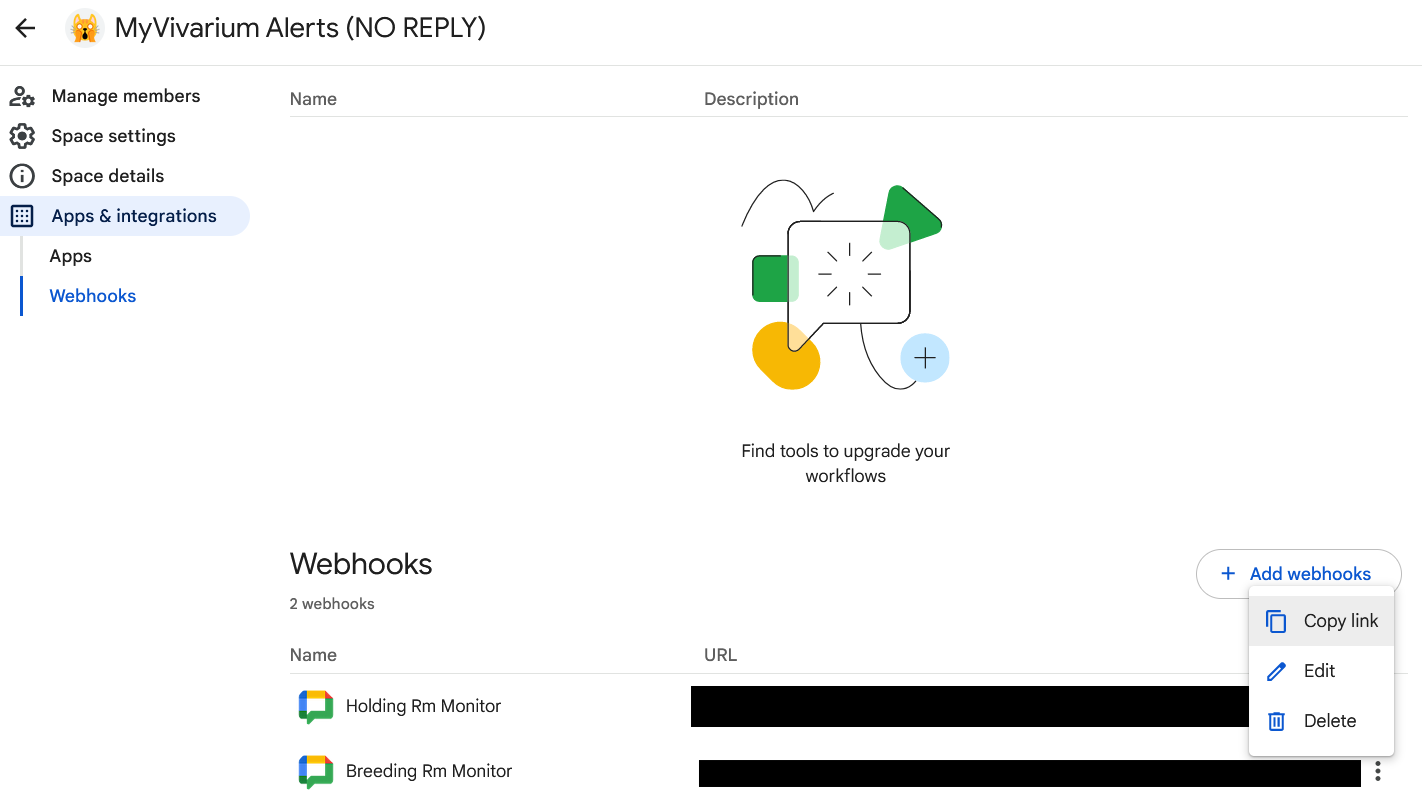 MyVivarium Alerts (NO REPLY)
Manage members
Space settings
Space details
Apps & integrations
Apps
Webhooks
Name Description
Find tools to upgrade your
workflows
Webhooks
2 webhooks
Add webhooks
Name URL
Holding Rm Monitor
Breeding Rm Monitor
Copy link
Edit
Delete